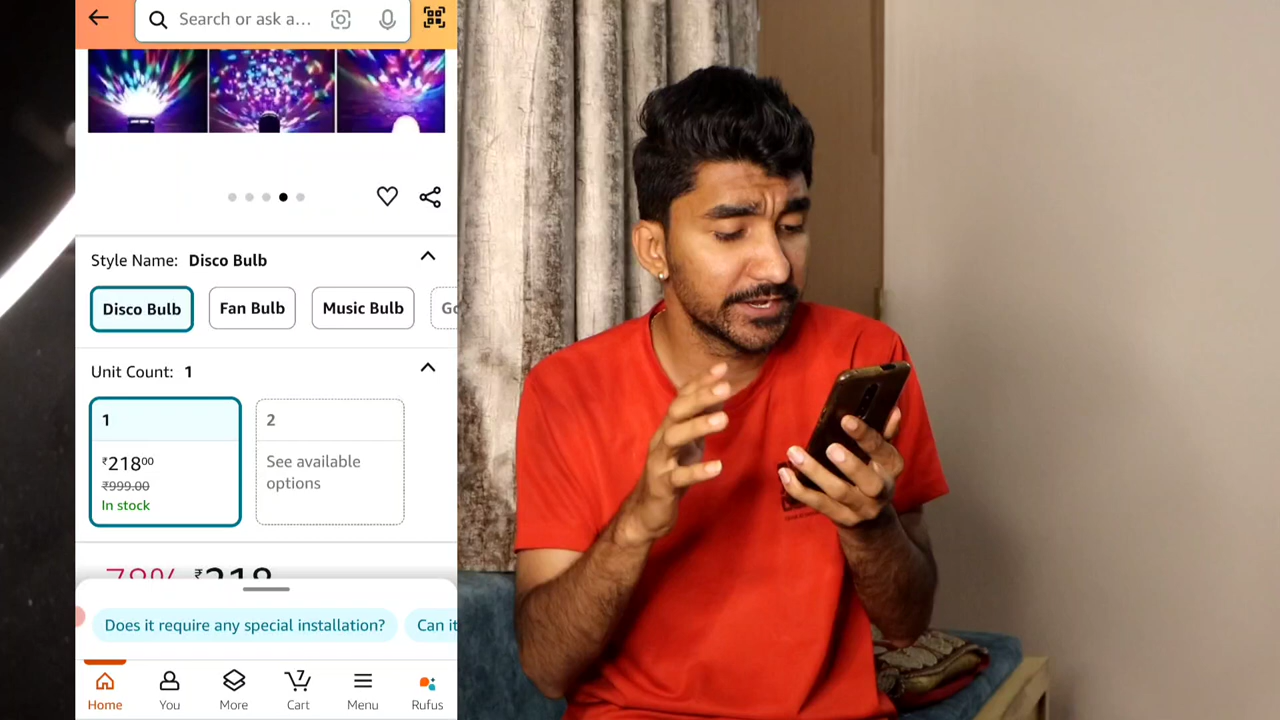 Search or ask a...
Style Name: Disco Bulb
Disco Bulb
Fan Bulb
Music Bulb
Unit Count: 1
1
₹21800
₹999.00
In stock
2
See available
options
₹218
Does it require any special installation?
Can it
7
Home
You
More
Cart
Menu
Rufus